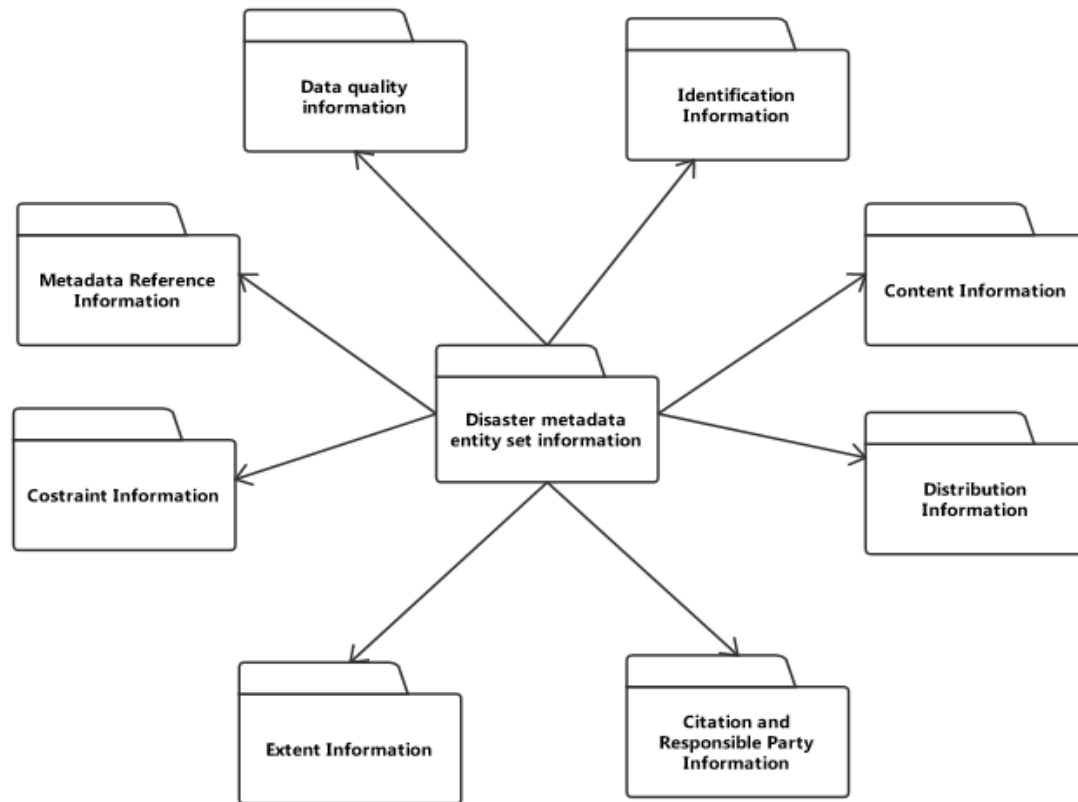 Data quality
information
Identification
Information
Metadata Reference
Information
Content Information
Disaster metadata
entity set information
Costraint Information
Distribution
Information
Extent Information
Citation and
Responsible Party
Information